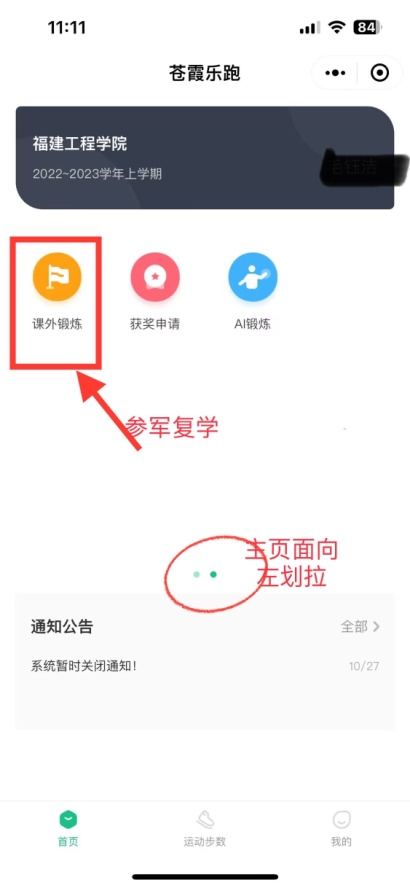 11:11
84
苍霞乐跑
福建工程学院
2022~2023学年上学期
课外锻炼
获奖申请
AI锻炼
参军复学
主页面向
左划拉
通知公告
全部
系统暂时关闭通知！
10/27
首页
运动步数
我的